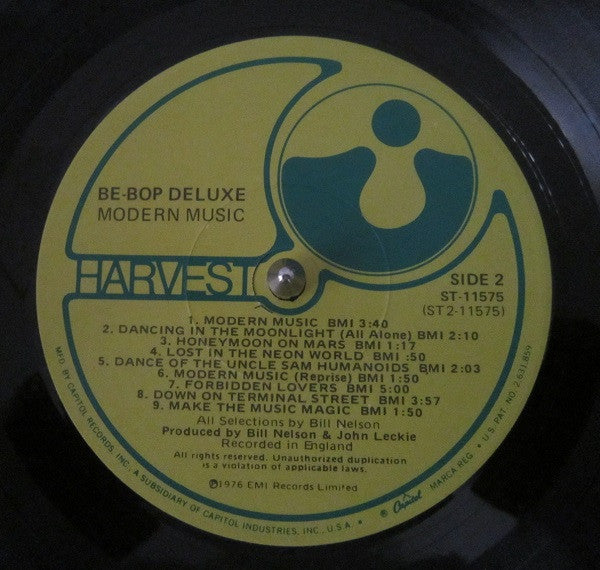 BE-BOP DELUXE
MODERN MUSIC
HARVEST
SIDE 2
ST-11575
(ST2-11575)
1. MODERN MUSIC BMI 3:40
2. DANCING IN THE MOONLIGHT (All Alone) BMI 2:10
3. HONEYMOON ON MARS BMI 1:17
4. LOST IN THE NEON WORLD BMI :50
5. DANCE OF THE UNCLE SAM HUMANOIDS BMI 2:03
6. MODERN MUSIC (Reprise) BMI 1:50
7. FORBIDDEN LOVERS BMI 5:00
8. DOWN ON TERMINAL STREET BMI 3:57
9. MAKE THE MUSIC MAGIC BMI 1:50
All Selections by Bill Nelson
Produced by Bill Nelson & John Leckie
Recorded in England
All rights reserved. Unauthorized duplication
is a violation of applicable laws.
℗1976 EMI Records Limited
MFD. BY CAPITOL RECORDS, INC., A SUBSIDIARY OF CAPITOL INDUSTRIES, INC., U.S.A. • ® Capitol MARCA REG. • U.S. PAT. NO. 2,631,859